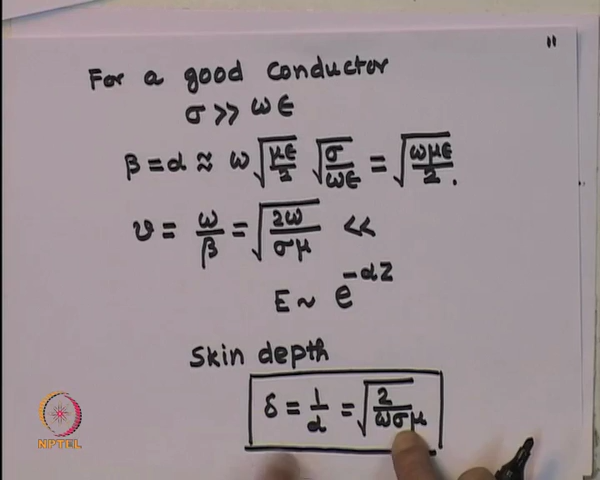 11
For a good conductor
σ >> ωϵ
β = α ≈ ω √(με/2) √(σ/ωϵ) = √(ωμϵ/2).
v = ω/β = √(2ω/σμ) <<
E ~ e^(-αz)
Skin depth
δ = 1/α = √(2/ωσμ)
NPTEL